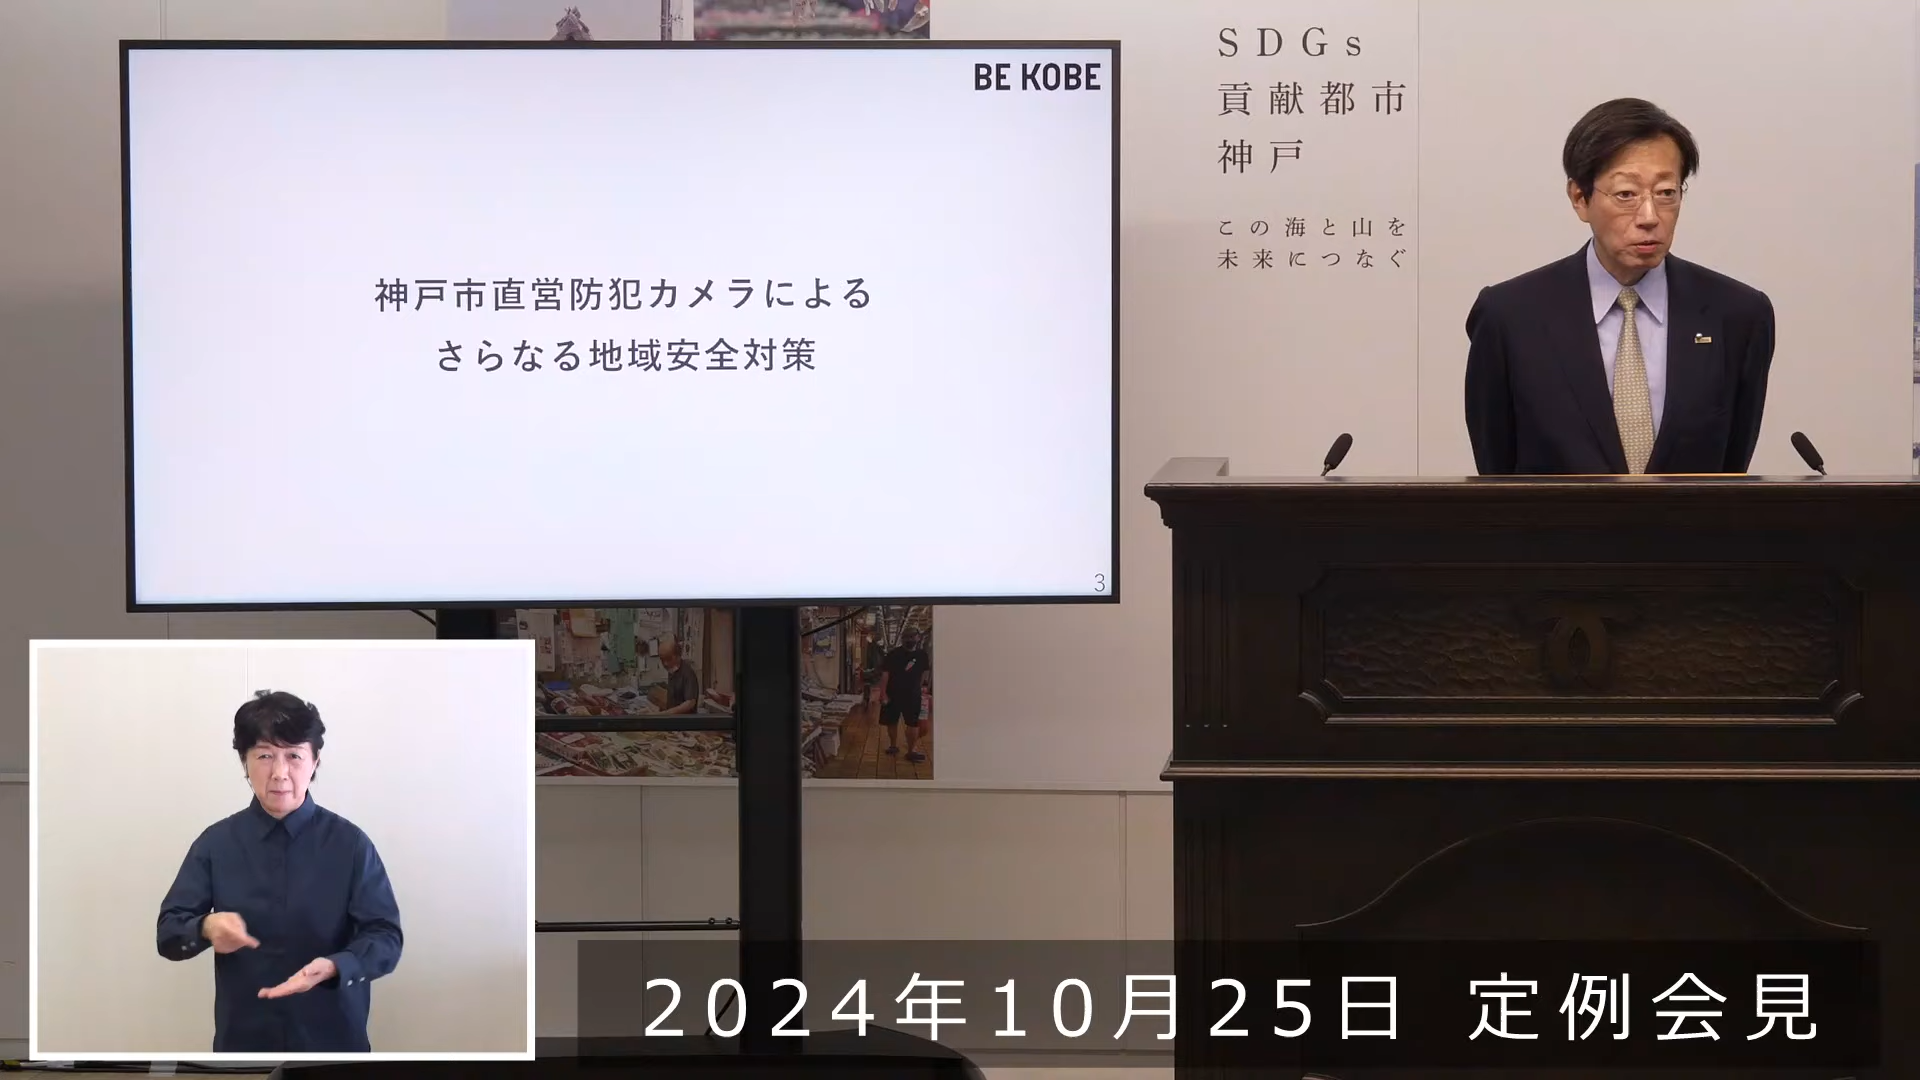 BE KOBE
神戸市直営防犯カメラによる
さらなる地域安全対策
3
SDGs
貢献都市
神戸
この海と山を
未来につなぐ
2024年10月25日 定例会見